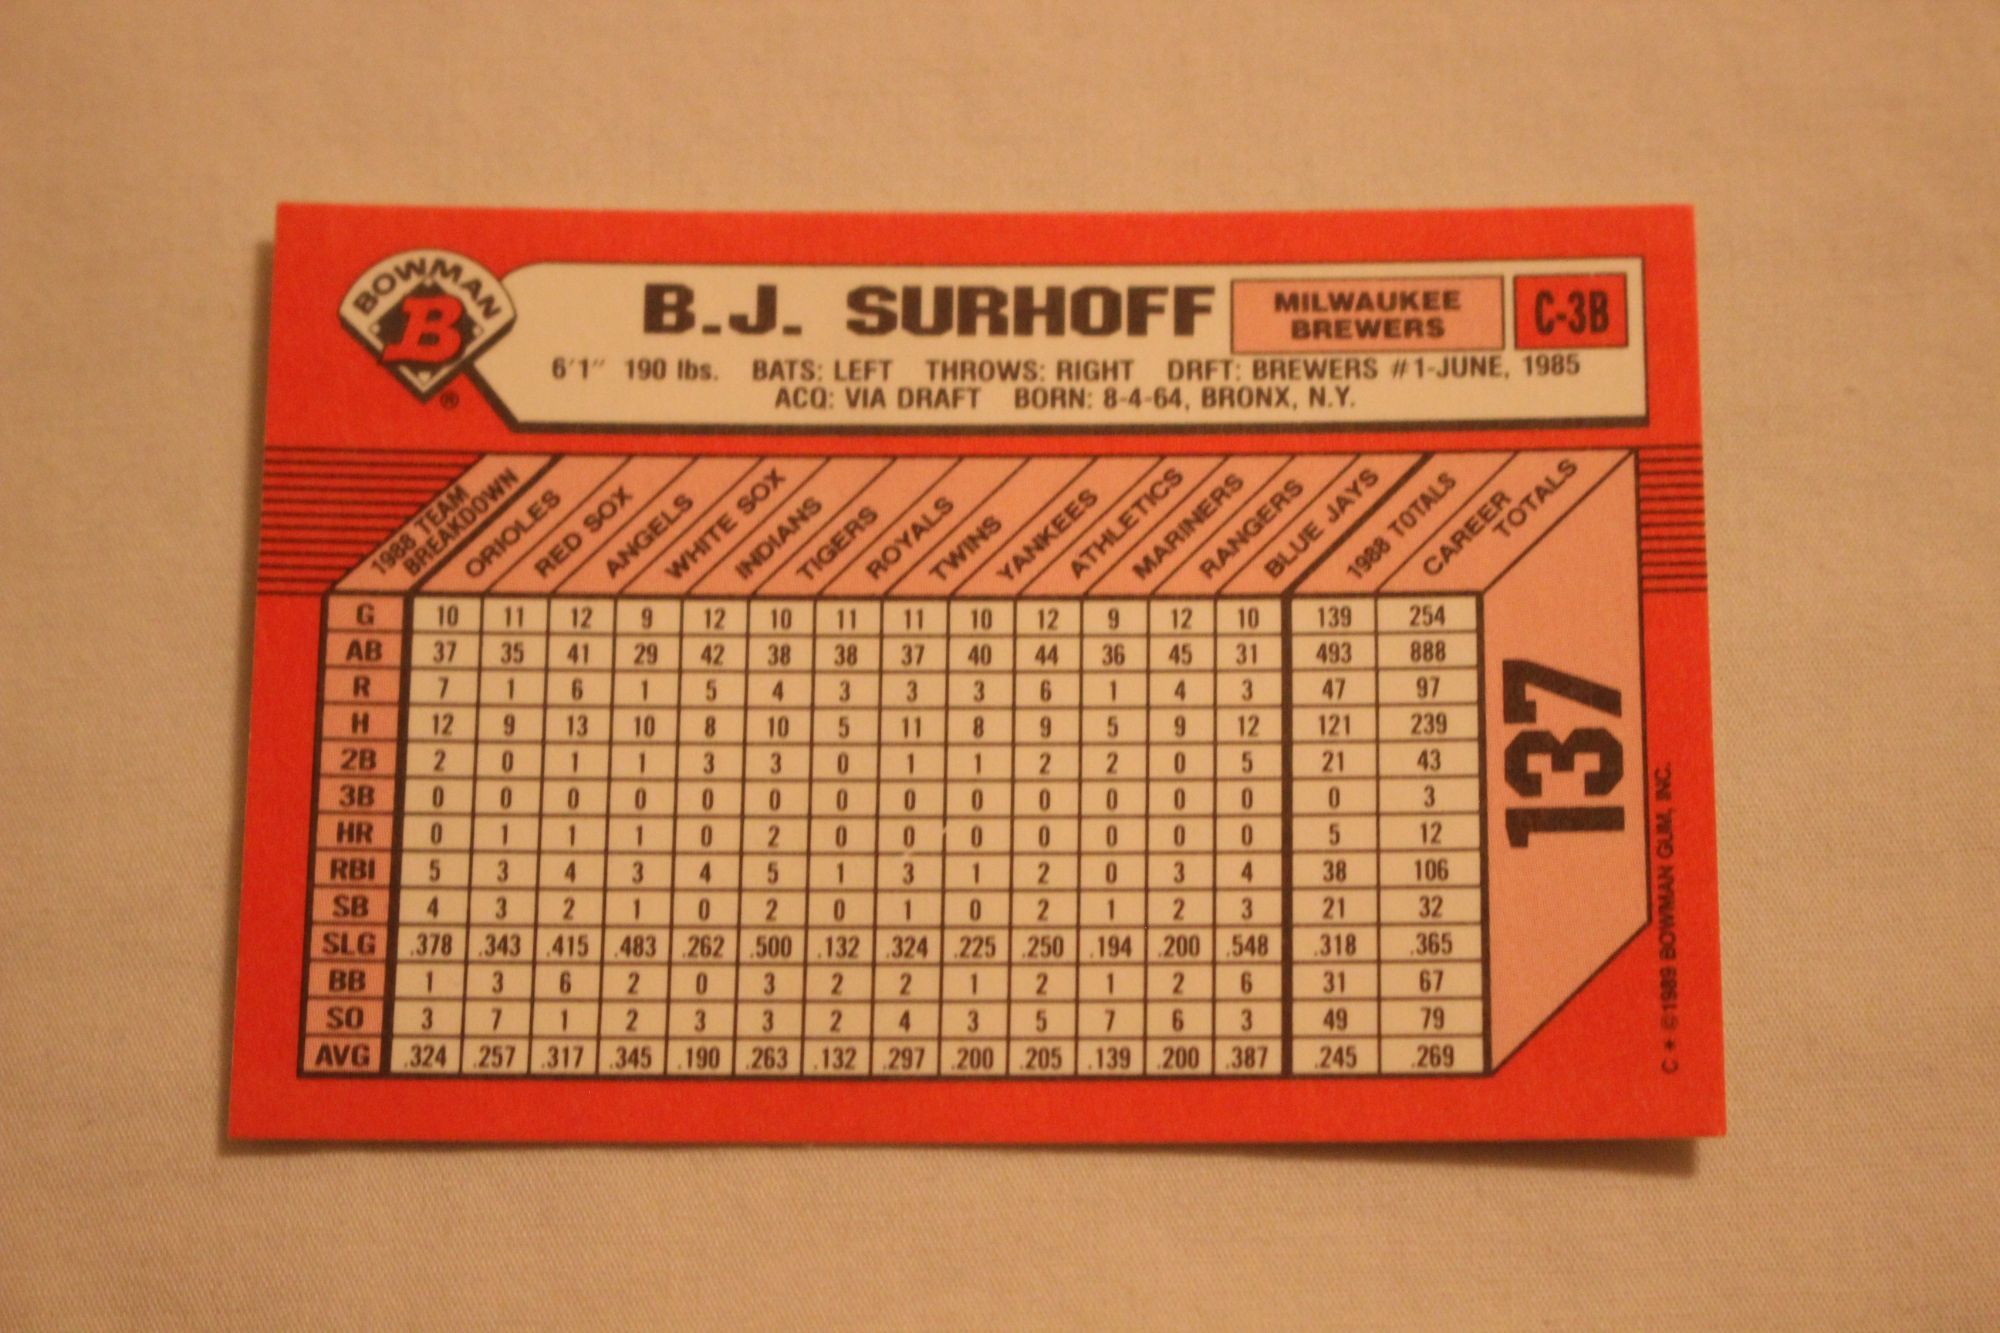 BOWMAN
B
®
B.J. SURHOFF
MILWAUKEE
BREWERS
C-3B
6'1" 190 lbs. BATS: LEFT THROWS: RIGHT DRFT: BREWERS #1-JUNE, 1985
ACQ: VIA DRAFT BORN: 8-4-64, BRONX, N.Y.
1988 TEAM
BREAKDOWN
ORIOLES
RED SOX
ANGELS
WHITE SOX
INDIANS
TIGERS
ROYALS
TWINS
YANKEES
ATHLETICS
MARINERS
RANGERS
BLUE JAYS
1988 TOTALS
CAREER
TOTALS
G 10 11 12 9 12 10 11 11 10 12 9 12 10 139 254
AB 37 35 41 29 42 38 38 37 40 44 36 45 31 493 888
R 7 1 6 1 5 4 3 3 3 6 1 4 3 47 97
H 12 9 13 10 8 10 5 11 8 9 5 9 12 121 239
2B 2 0 1 1 3 3 0 1 1 2 2 0 5 21 43
3B 0 0 0 0 0 0 0 0 0 0 0 0 0 0 3
HR 0 1 1 1 0 2 0 0 0 0 0 0 0 5 12
RBI 5 3 4 3 4 5 1 3 1 2 0 3 4 38 106
SB 4 3 2 1 0 2 0 1 0 2 1 2 3 21 32
SLG .378 .343 .415 .483 .262 .500 .132 .324 .225 .250 .194 .200 .548 .318 .365
BB 1 3 6 2 0 3 2 2 1 2 1 2 6 31 67
SO 3 7 1 2 3 3 2 4 3 5 7 6 3 49 79
AVG .324 .257 .317 .345 .190 .263 .132 .297 .200 .205 .139 .200 .387 .245 .269
137
C * ©1989 BOWMAN GUM, INC.